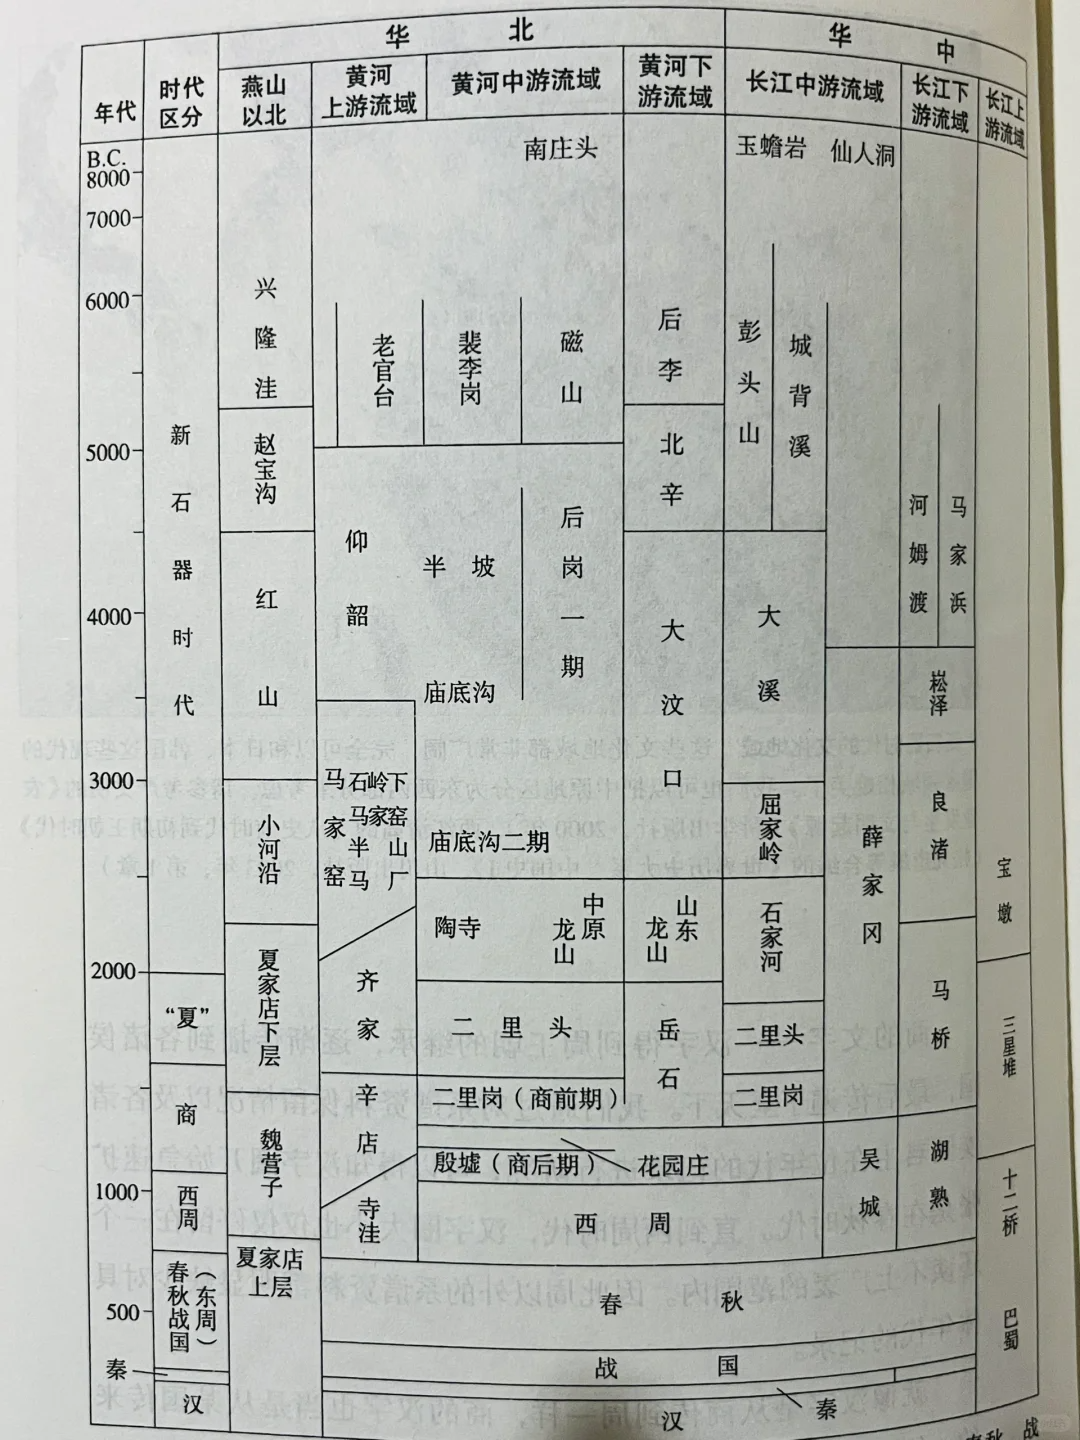 华北
华中
年代
时代
区分
燕山
以北
黄河
上游流域
黄河中游流域
黄河下
游流域
长江中游流域
长江下
游流域
长江上
游流域
B.C.
8000
7000
6000
5000
4000
3000
2000
1000
500
秦
新石器时代
“夏”
商
西周
春秋战国
（东周）
汉
兴隆洼
赵宝沟
红山
小河沿
夏家店下层
魏营子
夏家店
上层
老官台
仰韶
马家窑
石岭下
马家窑
半山
马厂
齐家
辛店
寺洼
南庄头
裴李岗
磁山
半坡
后岗一期
庙底沟
庙底沟二期
陶寺
中原
龙山
二里头
二里岗（商前期）
殷墟（商后期）
花园庄
西周
春秋
战国
秦
汉
后李
北辛
大汶口
山东
龙山
岳石
玉蟾岩
仙人洞
彭头山
城背溪
大溪
屈家岭
石家河
二里头
二里岗
薛家冈
吴城
河姆渡
马家浜
崧泽
良渚
马桥
湖熟
宝墩
三星堆
十二桥
巴蜀